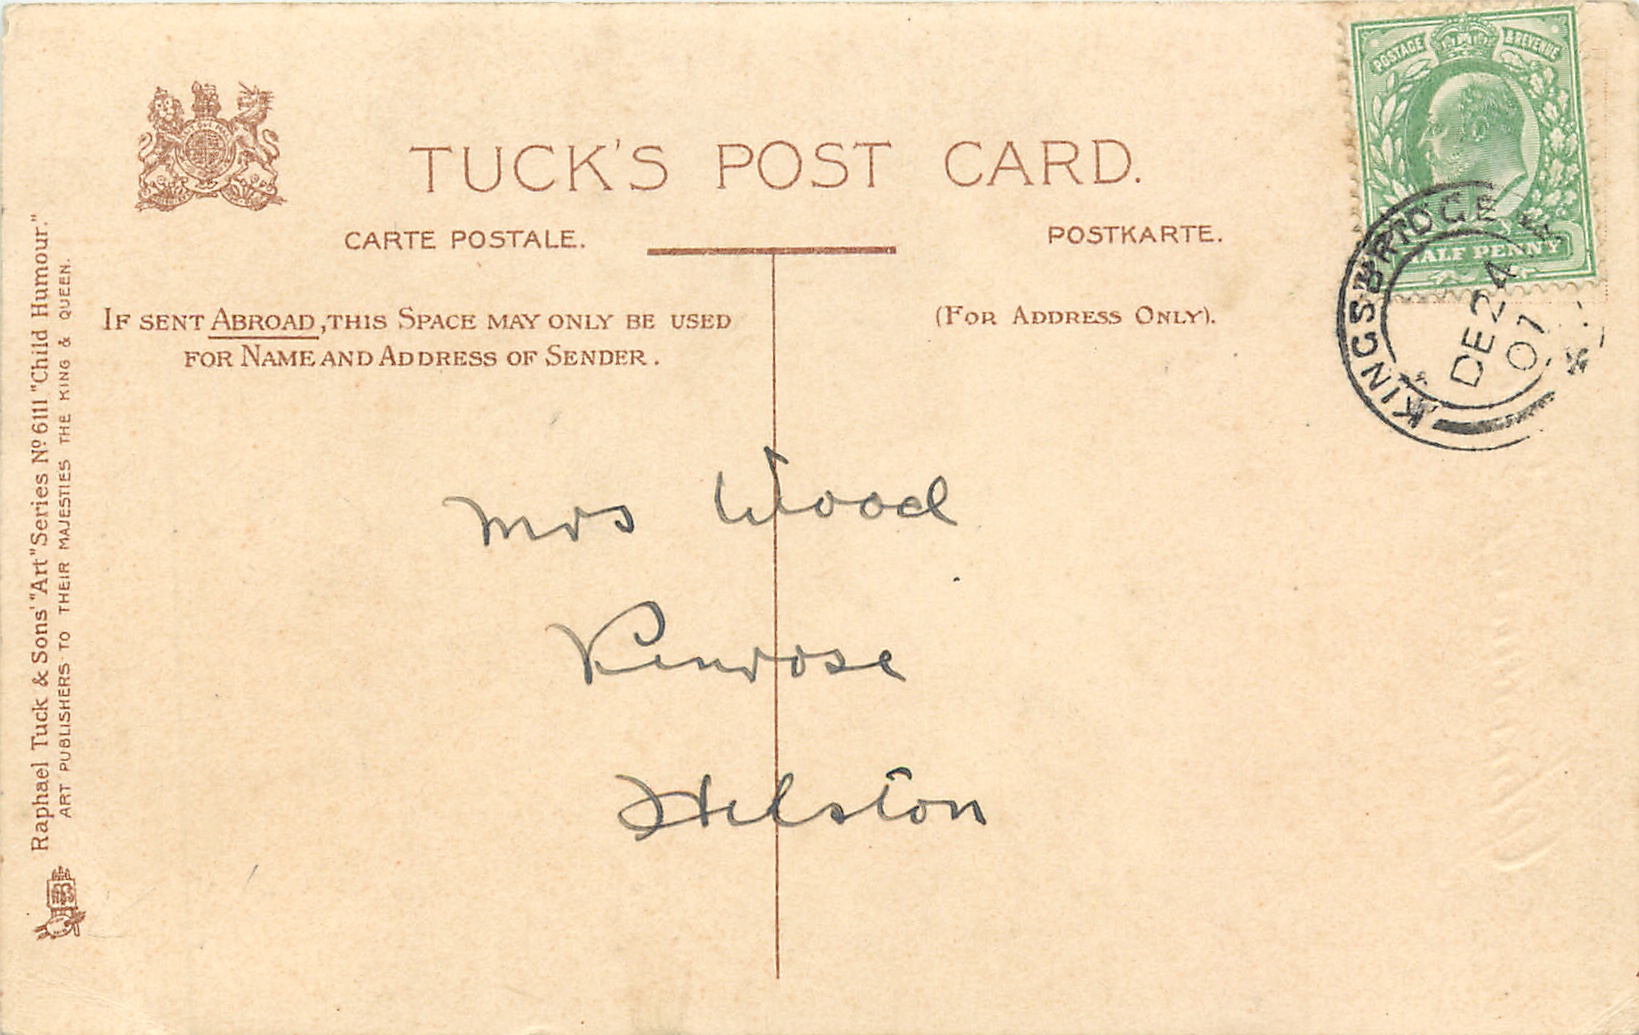 TUCK'S POST CARD.
CARTE POSTALE.
POSTKARTE.
IF SENT ABROAD, THIS SPACE MAY ONLY BE USED
FOR NAME AND ADDRESS OF SENDER.
(FOR ADDRESS ONLY).
POSTAGE & REVENUE
HALF PENNY
KINGSBRIDGE
DE 24
07
Mrs Wood
Penrose
Helston
Raphael Tuck & Sons' "Art" Series Nº 6111 "Child Humour."
ART PUBLISHERS TO THEIR MAJESTIES THE KING & QUEEN.